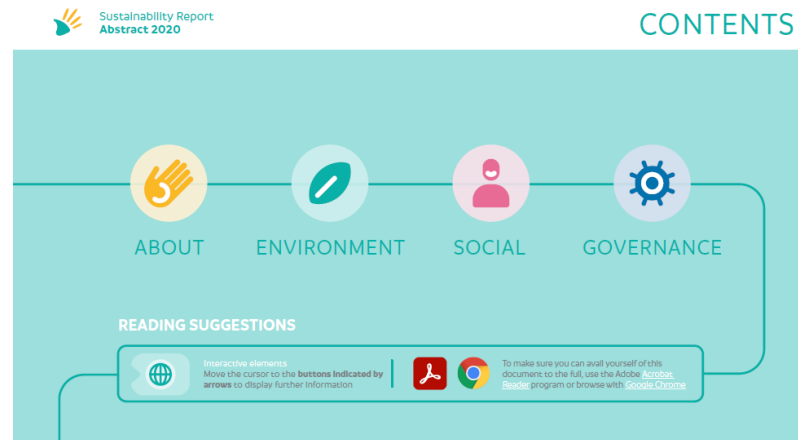 Sustainability Report
Abstract 2020
CONTENTS
ABOUT
ENVIRONMENT
SOCIAL
GOVERNANCE
READING SUGGESTIONS
Interactive elements
Move the cursor to the buttons indicated by
arrows to display further information
To make sure you can avail yourself of this
document to the full, use the Adobe Acrobat
Reader program or browse with Google Chrome